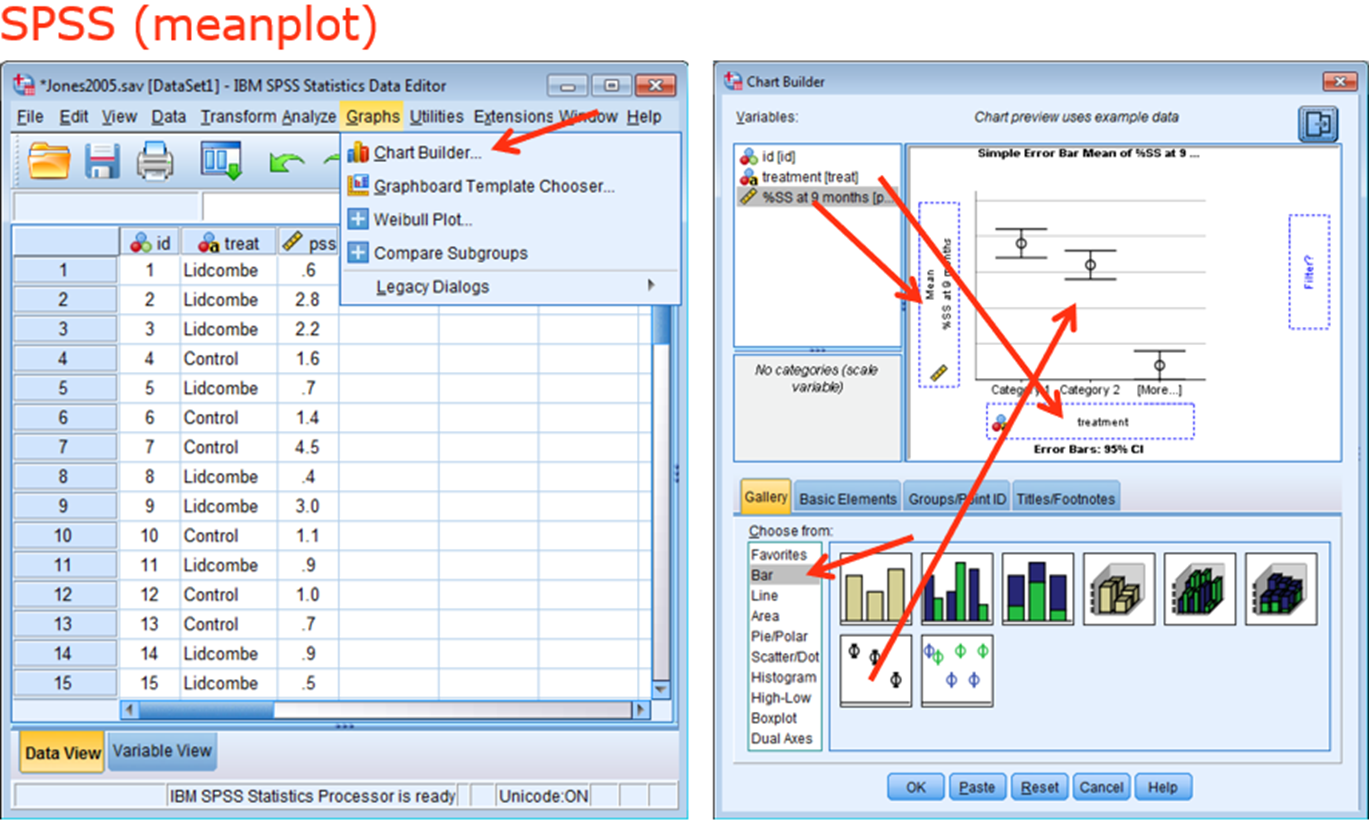 SPSS (meanplot)
*Jones2005.sav [DataSet1] - IBM SPSS Statistics Data Editor
File Edit View Data Transform Analyze Graphs Utilities Extensions Window Help
Chart Builder...
Graphboard Template Chooser...
Weibull Plot...
Compare Subgroups
Legacy Dialogs
id treat pss
1 1 Lidcombe .6
2 2 Lidcombe 2.8
3 3 Lidcombe 2.2
4 4 Control 1.6
5 5 Lidcombe .7
6 6 Control 1.4
7 7 Control 4.5
8 8 Lidcombe .4
9 9 Lidcombe 3.0
10 10 Control 1.1
11 11 Lidcombe .9
12 12 Control 1.0
13 13 Control .7
14 14 Lidcombe .9
15 15 Lidcombe .5
Data View Variable View
IBM SPSS Statistics Processor is ready Unicode:ON
Chart Builder
Variables:
Chart preview uses example data
id [id]
treatment [treat]
%SS at 9 months [p...
No categories (scale
variable)
Simple Error Bar Mean of %SS at 9 ...
Mean
%SS at 9 months
Filter?
Category 1 Category 2 [More...]
treatment
Error Bars: 95% CI
Gallery Basic Elements Groups/Point ID Titles/Footnotes
Choose from:
Favorites
Bar
Line
Area
Pie/Polar
Scatter/Dot
Histogram
High-Low
Boxplot
Dual Axes
OK Paste Reset Cancel Help